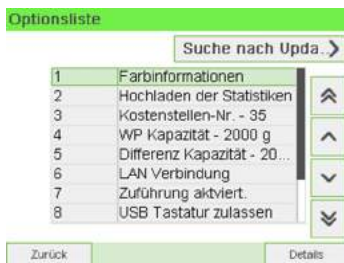 Optionsliste
Suche nach Upda..
1 Farbinformationen
2 Hochladen der Statistiken
3 Kostenstellen-Nr. - 35
4 WP Kapazität - 2000 g
5 Differenz Kapazität - 20...
6 LAN Verbindung
7 Zuführung aktviert.
8 USB Tastatur zulassen
Zurück Details